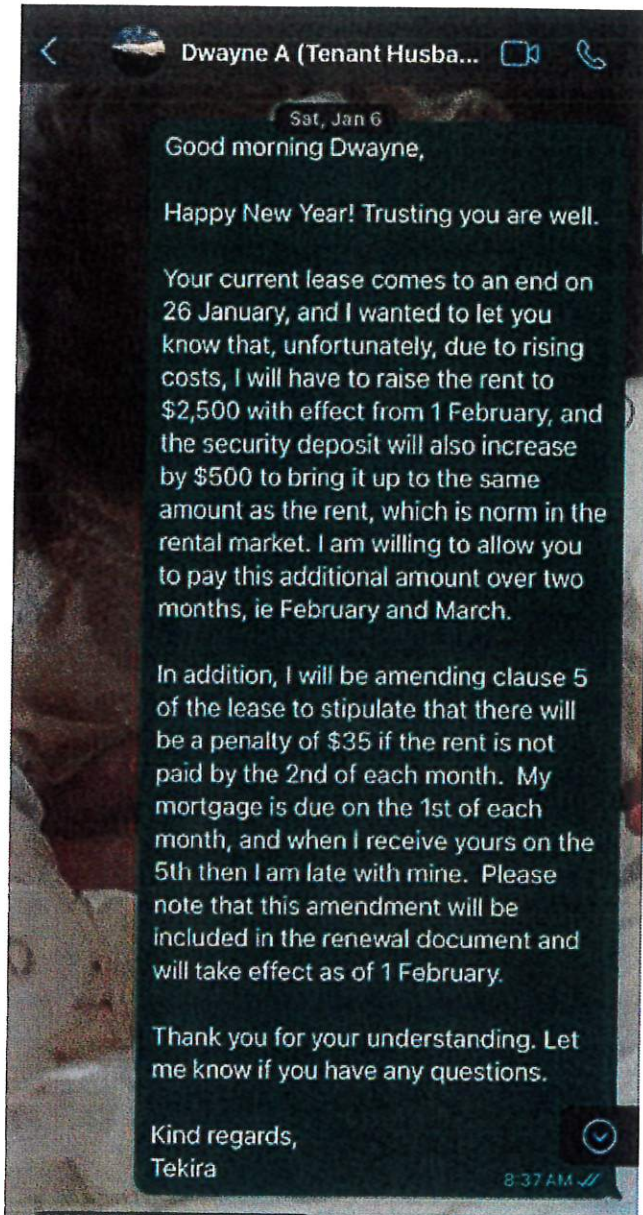 Dwayne A (Tenant Husba...
Sat, Jan 6
Good morning Dwayne,
Happy New Year! Trusting you are well.
Your current lease comes to an end on
26 January, and I wanted to let you
know that, unfortunately, due to rising
costs, I will have to raise the rent to
$2,500 with effect from 1 February, and
the security deposit will also increase
by $500 to bring it up to the same
amount as the rent, which is norm in the
rental market. I am willing to allow you
to pay this additional amount over two
months, ie February and March.
In addition, I will be amending clause 5
of the lease to stipulate that there will
be a penalty of $35 if the rent is not
paid by the 2nd of each month.  My
mortgage is due on the 1st of each
month, and when I receive yours on the
5th then I am late with mine.  Please
note that this amendment will be
included in the renewal document and
will take effect as of 1 February.
Thank you for your understanding. Let
me know if you have any questions.
Kind regards,
Tekira
8:37 AM